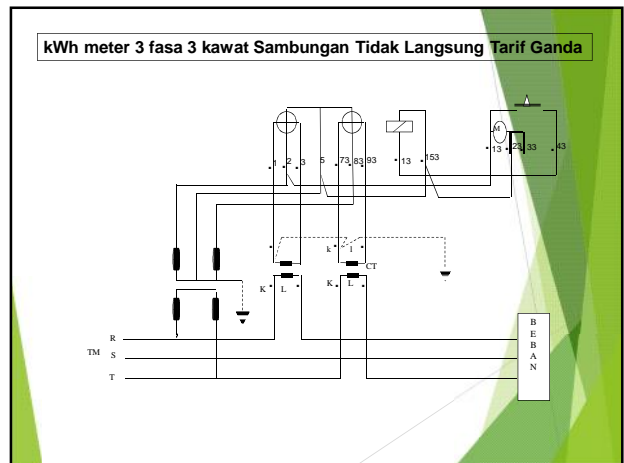 kWh meter 3 fasa 3 kawat Sambungan Tidak Langsung Tarif Ganda
M
1 2 3 5 73 83 93 13 153 13 23 33 43
k l
CT
K L K L
R
TM S
T
B
E
B
A
N